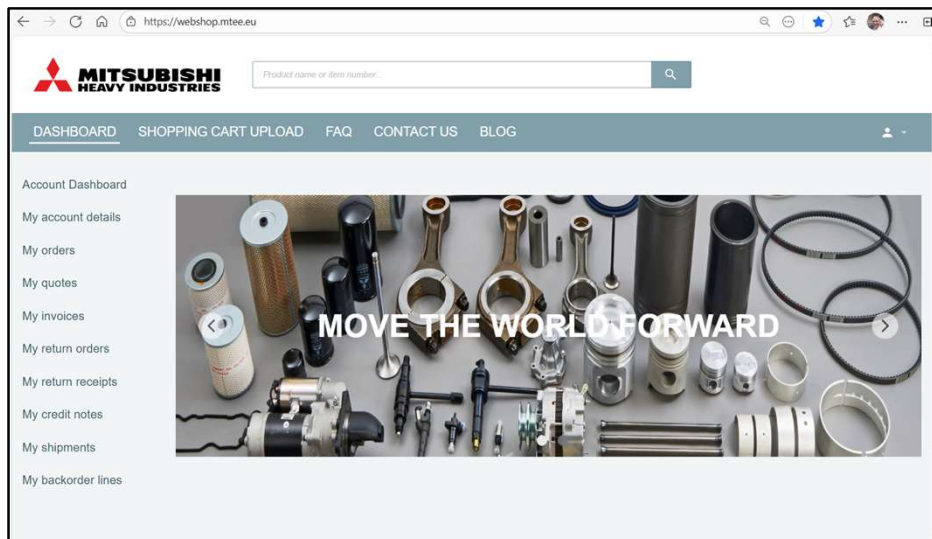 https://webshop.mtee.eu
MITSUBISHI
HEAVY INDUSTRIES
Product name or item number...
DASHBOARD SHOPPING CART UPLOAD FAQ CONTACT US BLOG
Account Dashboard
My account details
My orders
My quotes
My invoices
My return orders
My return receipts
My credit notes
My shipments
My backorder lines
MOVE THE WORLD FORWARD